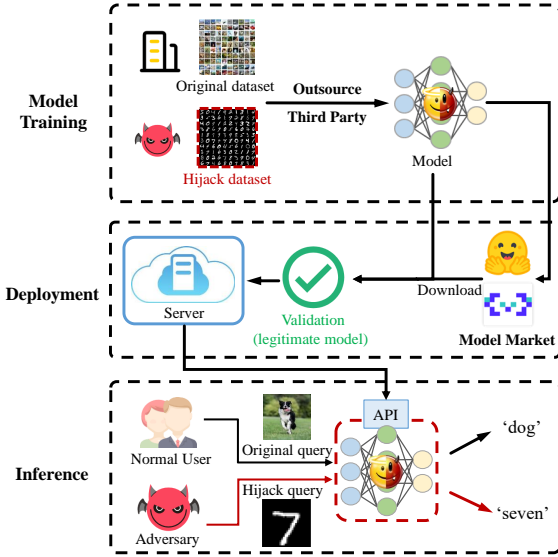 Model
Training
Original dataset
Hijack dataset
Outsource
Third Party
Model
Deployment
Server
Validation
(legitimate model)
Download
Model Market
Inference
Normal User
Adversary
Original query
Hijack query
7
API
‘dog’
‘seven’